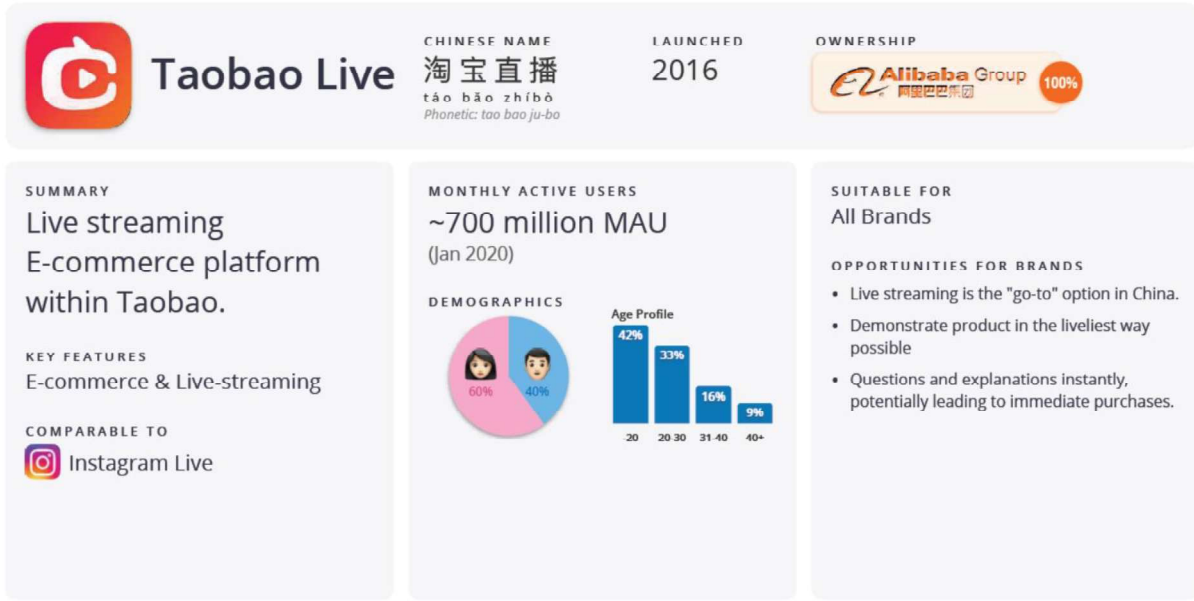 Taobao Live
CHINESE NAME
淘宝直播
táo bǎo zhíbò
Phonetic: tao bao ju-bo
LAUNCHED
2016
OWNERSHIP
Alibaba Group
阿里巴巴集团
100%
SUMMARY
Live streaming
E-commerce platform
within Taobao.
KEY FEATURES
E-commerce & Live-streaming
COMPARABLE TO
Instagram Live
MONTHLY ACTIVE USERS
~700 million MAU
(Jan 2020)
DEMOGRAPHICS
60%
40%
Age Profile
42%
33%
16%
9%
20
20-30
31-40
40+
SUITABLE FOR
All Brands
OPPORTUNITIES FOR BRANDS
• Live streaming is the "go-to" option in China.
• Demonstrate product in the liveliest way
possible
• Questions and explanations instantly,
potentially leading to immediate purchases.